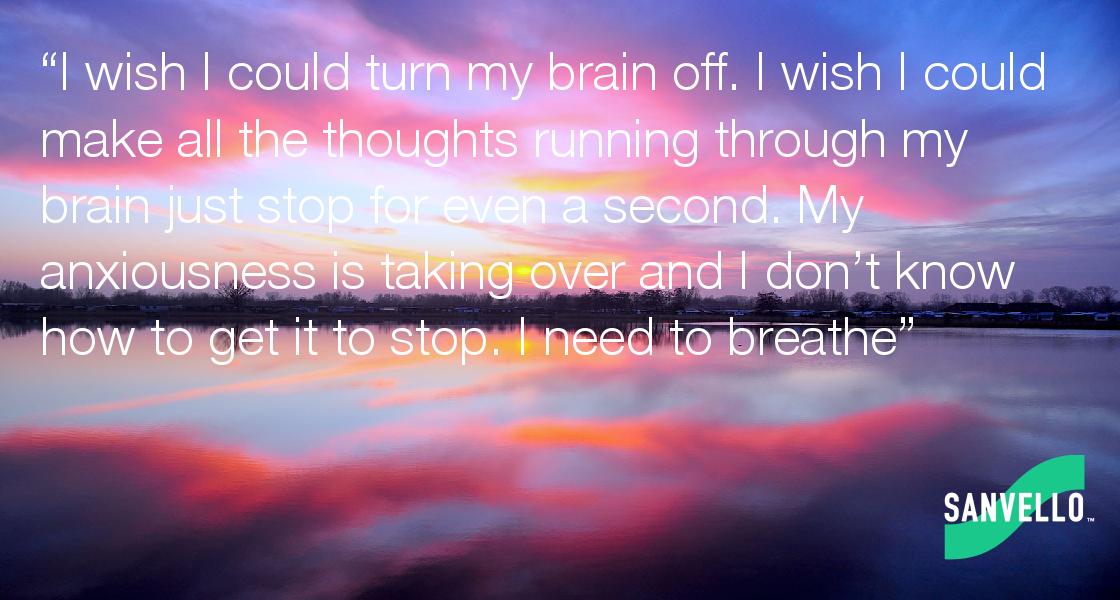 “I wish I could turn my brain off. I wish I could
make all the thoughts running through my
brain just stop for even a second. My
anxiousness is taking over and I don’t know
how to get it to stop. I need to breathe”
SANVELLO™